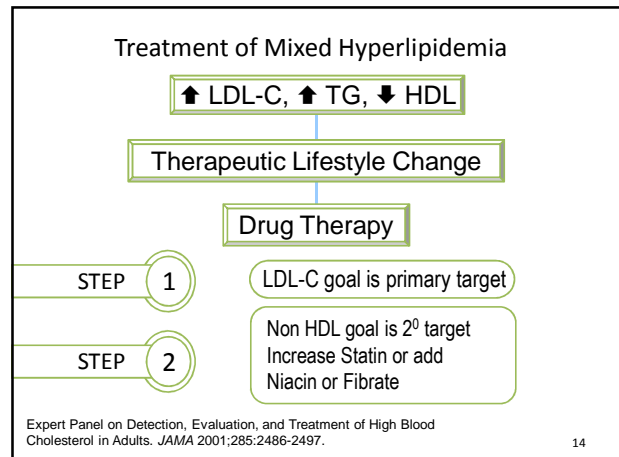 Treatment of Mixed Hyperlipidemia
⬆ LDL-C, ⬆ TG, ⬇ HDL
Therapeutic Lifestyle Change
Drug Therapy
STEP 1
LDL-C goal is primary target
STEP 2
Non HDL goal is 2⁰ target
Increase Statin or add
Niacin or Fibrate
Expert Panel on Detection, Evaluation, and Treatment of High Blood
Cholesterol in Adults. JAMA 2001;285:2486-2497.
14